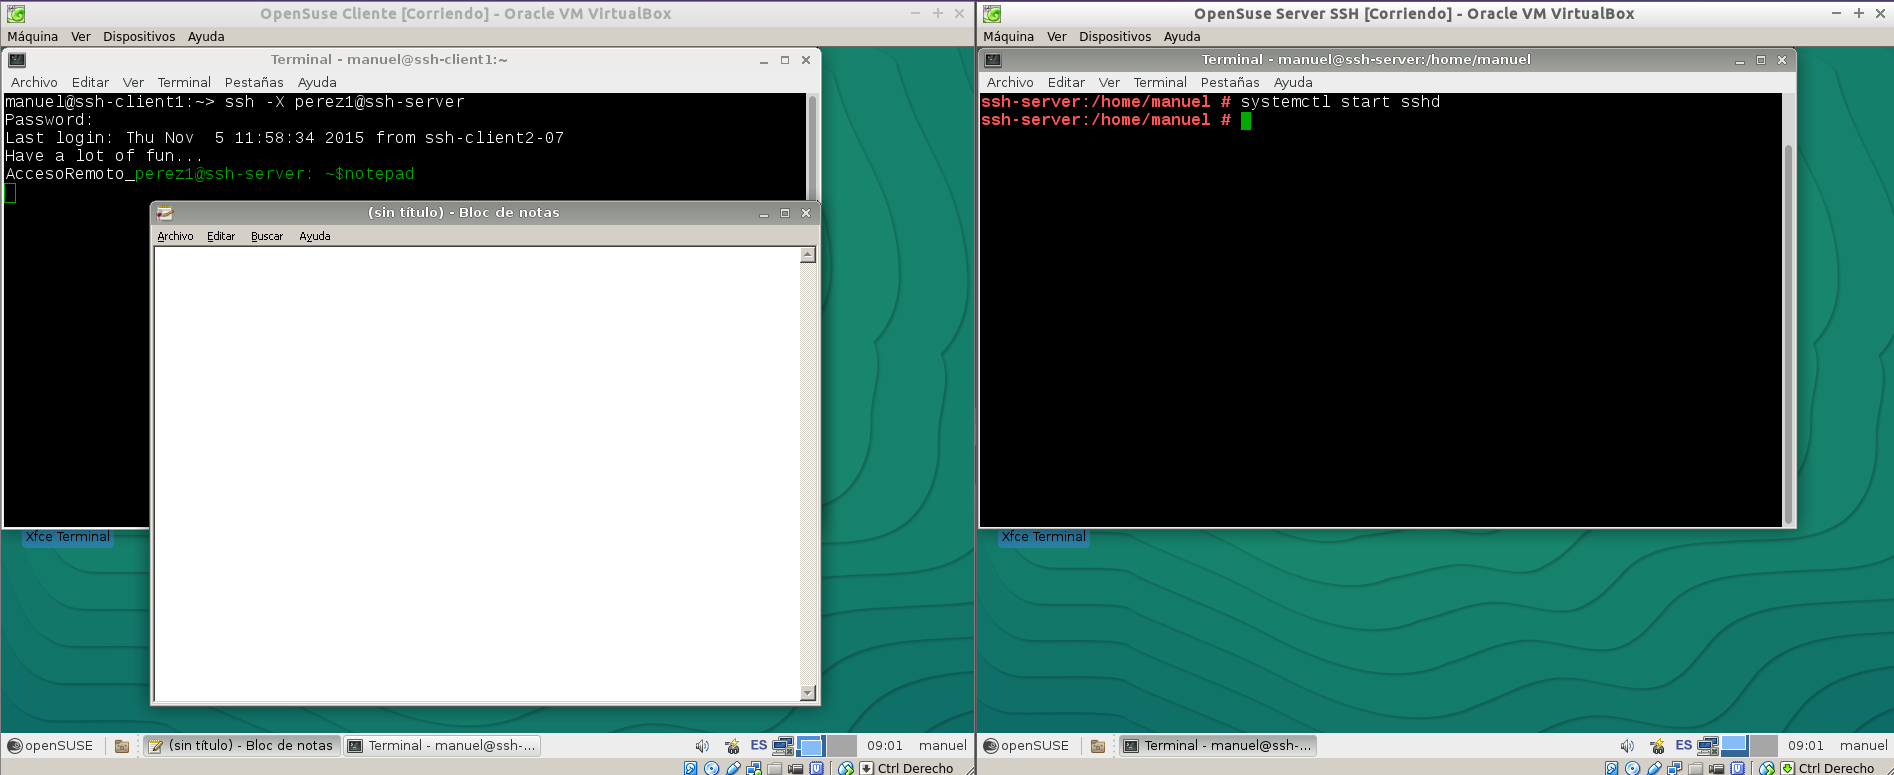 OpenSuse Cliente [Corriendo] - Oracle VM VirtualBox
Máquina Ver Dispositivos Ayuda
Terminal - manuel@ssh-client1:~
Archivo Editar Ver Terminal Pestañas Ayuda
manuel@ssh-client1:~> ssh -X perez1@ssh-server
Password:
Last login: Thu Nov  5 11:58:34 2015 from ssh-client2-07
Have a lot of fun...
AccesoRemoto_perez1@ssh-server: ~$notepad
(sin título) - Bloc de notas
Archivo Editar Buscar Ayuda
Xfce Terminal
openSUSE (sin título) - Bloc de notas Terminal - manuel@ssh-... ES 09:01 manuel
Ctrl Derecho
OpenSuse Server SSH [Corriendo] - Oracle VM VirtualBox
Máquina Ver Dispositivos Ayuda
Terminal - manuel@ssh-server:/home/manuel
Archivo Editar Ver Terminal Pestañas Ayuda
ssh-server:/home/manuel # systemctl start sshd
ssh-server:/home/manuel #
Xfce Terminal
openSUSE Terminal - manuel@ssh-... ES 09:01 manuel
Ctrl Derecho